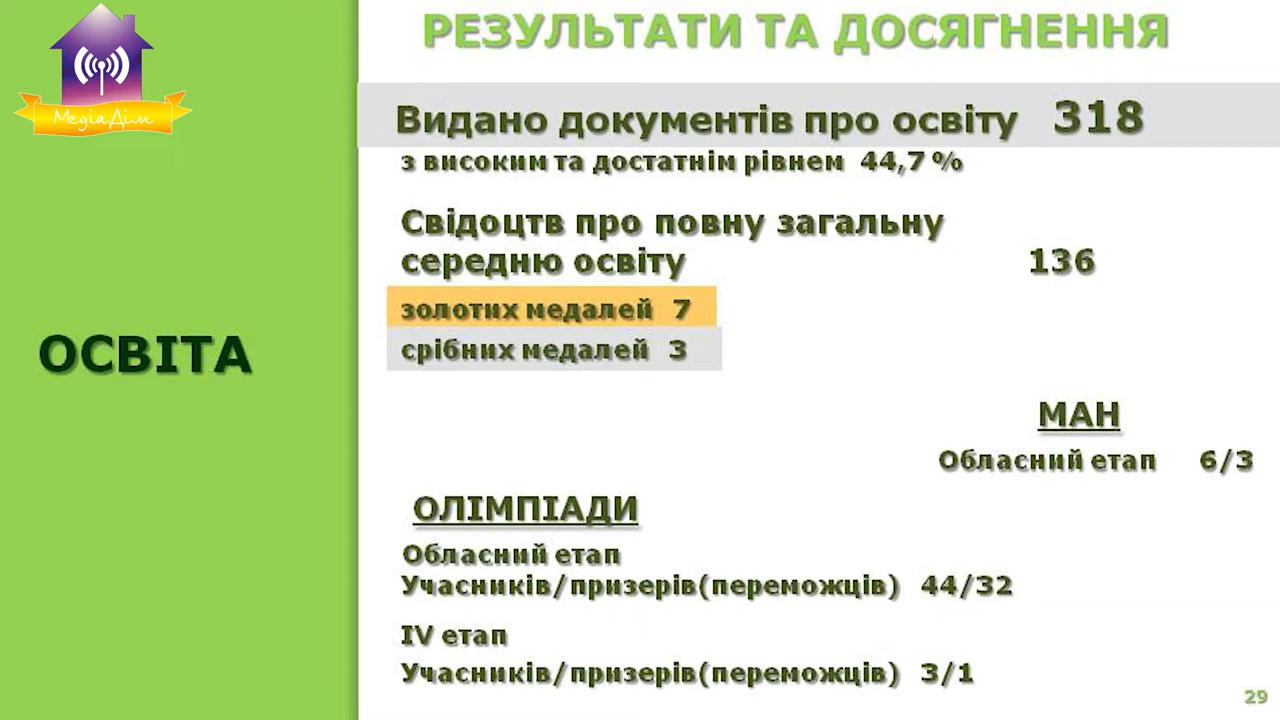 МедіаДім
РЕЗУЛЬТАТИ ТА ДОСЯГНЕННЯ
Видано документів про освіту 318
з високим та достатнім рівнем 44,7 %
Свідоцтв про повну загальну
середню освіту 136
золотих медалей 7
срібних медалей 3
ОСВІТА
МАН
Обласний етап 6/3
ОЛІМПІАДИ
Обласний етап
Учасників/призерів(переможців) 44/32
IV етап
Учасників/призерів(переможців) 3/1
29